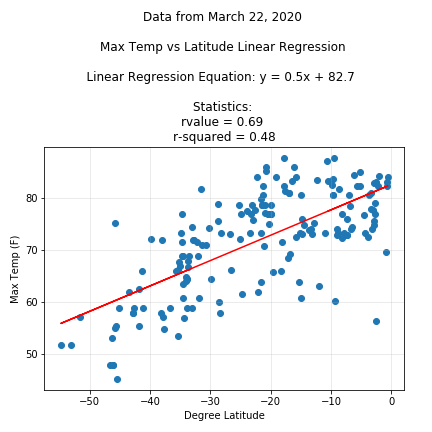 Data from March 22, 2020
Max Temp vs Latitude Linear Regression
Linear Regression Equation: y = 0.5x + 82.7
Statistics:
rvalue = 0.69
r-squared = 0.48
80
70
60
50
Max Temp (F)
−50 −40 −30 −20 −10 0
Degree Latitude